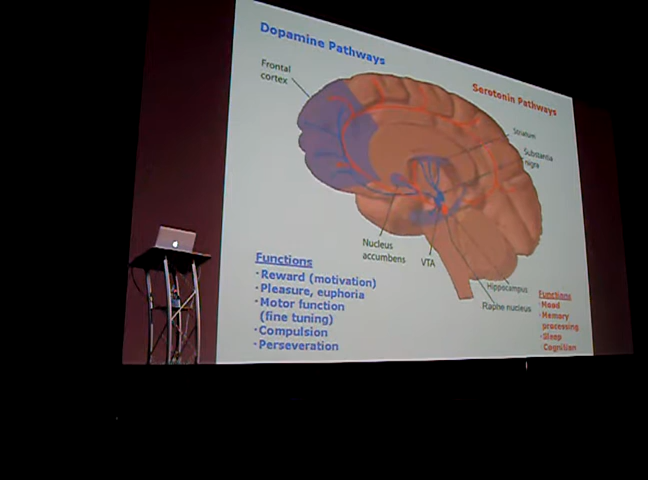 Dopamine Pathways
Serotonin Pathways
Frontal
cortex
Striatum
Substantia
nigra
Nucleus
accumbens
VTA
Hippocampus
Raphe nucleus
Functions
·Reward (motivation)
·Pleasure, euphoria
·Motor function
(fine tuning)
·Compulsion
·Perseveration
Functions
·Mood
·Memory
processing
·Sleep
·Cognition